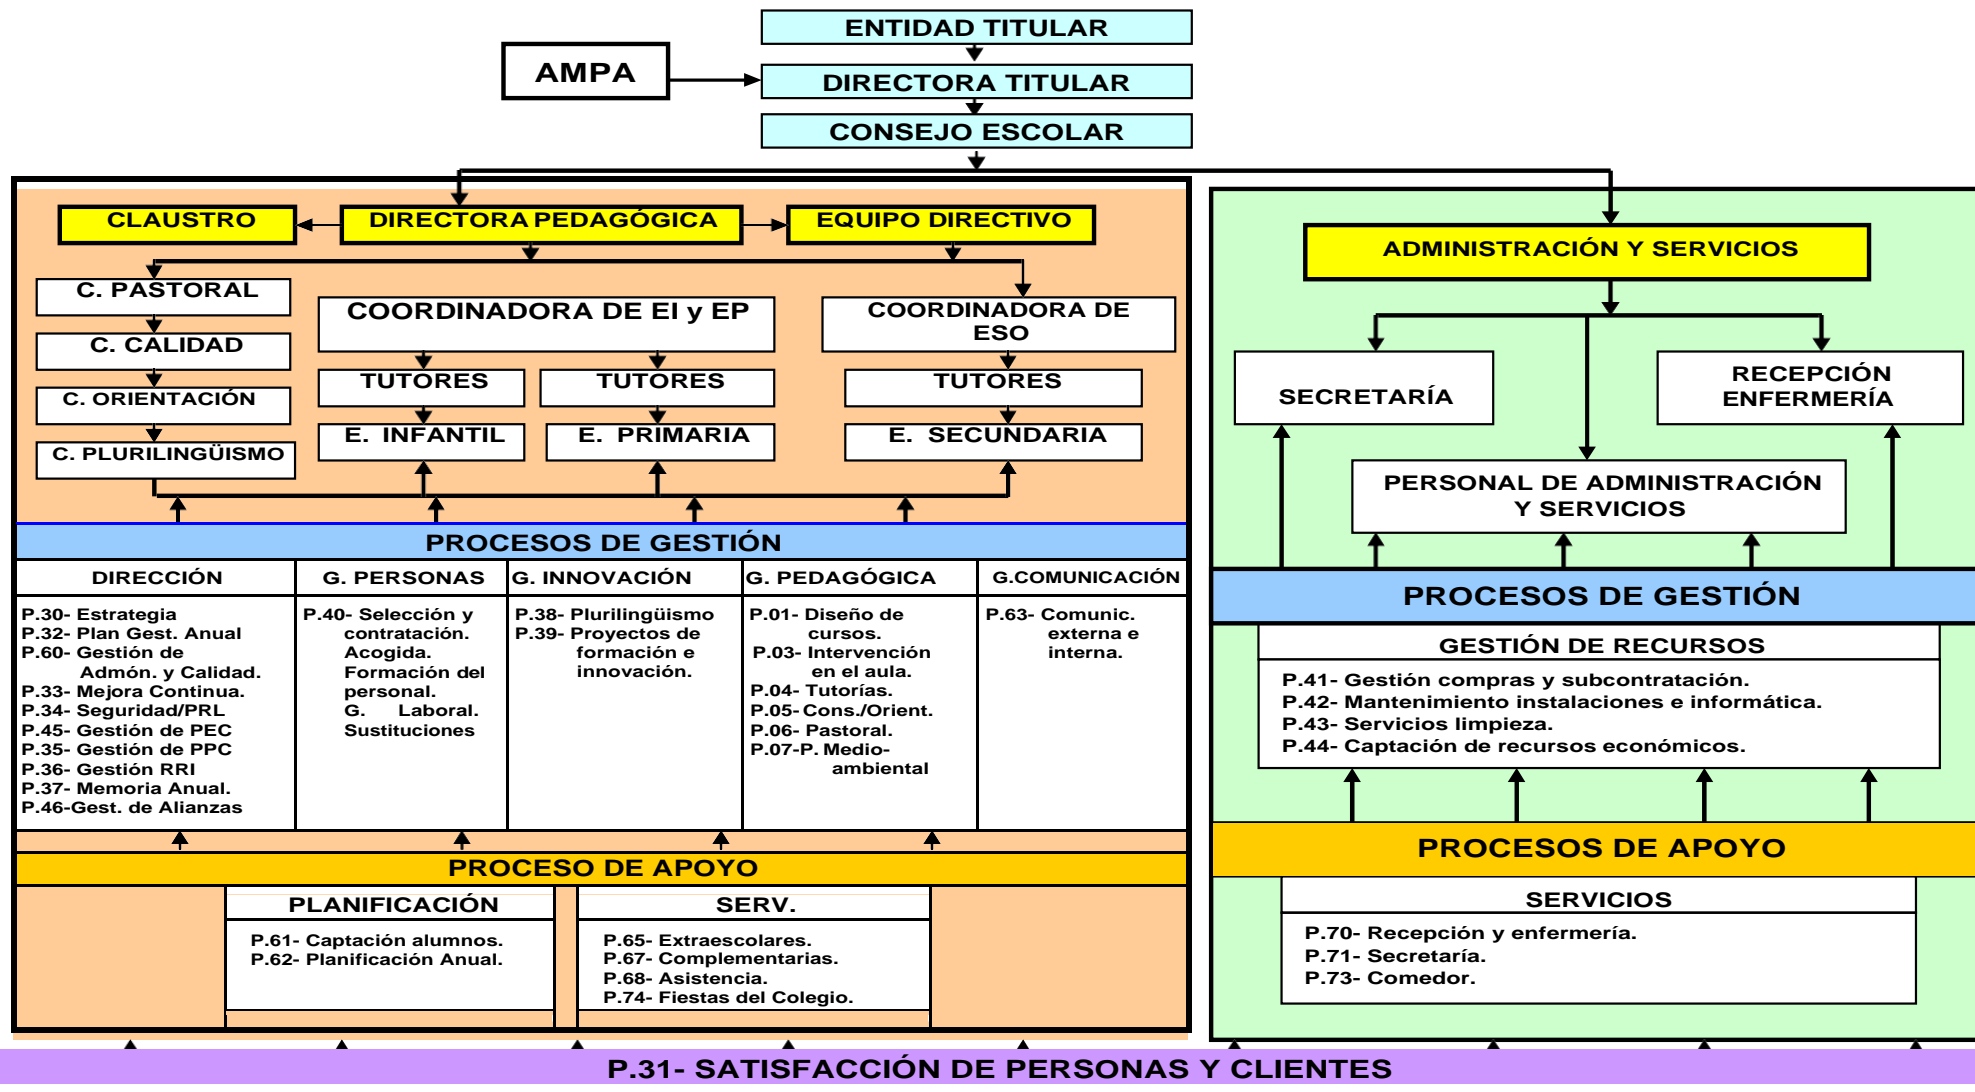 ENTIDAD TITULAR
AMPA
DIRECTORA TITULAR
CONSEJO ESCOLAR
CLAUSTRO
DIRECTORA PEDAGÓGICA
EQUIPO DIRECTIVO
C. PASTORAL
C. CALIDAD
C. ORIENTACIÓN
C. PLURILINGÜISMO
COORDINADORA DE EI y EP
TUTORES
TUTORES
E. INFANTIL
E. PRIMARIA
COORDINADORA DE
ESO
TUTORES
E. SECUNDARIA
PROCESOS DE GESTIÓN
DIRECCIÓN
P.30- Estrategia
P.32- Plan Gest. Anual
P.60- Gestión de
Admón. y Calidad.
P.33- Mejora Continua.
P.34- Seguridad/PRL
P.45- Gestión de PEC
P.35- Gestión de PPC
P.36- Gestión RRI
P.37- Memoria Anual.
P.46-Gest. de Alianzas
G. PERSONAS
P.40- Selección y
contratación.
Acogida.
Formación del
personal.
G. Laboral.
Sustituciones
G. INNOVACIÓN
P.38- Plurilingüismo
P.39- Proyectos de
formación e
innovación.
G. PEDAGÓGICA
P.01- Diseño de
cursos.
P.03- Intervención
en el aula.
P.04- Tutorías.
P.05- Cons./Orient.
P.06- Pastoral.
P.07-P. Medio-
ambiental
G.COMUNICACIÓN
P.63- Comunic.
externa e
interna.
PROCESO DE APOYO
PLANIFICACIÓN
P.61- Captación alumnos.
P.62- Planificación Anual.
SERV.
P.65- Extraescolares.
P.67- Complementarias.
P.68- Asistencia.
P.74- Fiestas del Colegio.
ADMINISTRACIÓN Y SERVICIOS
SECRETARÍA
RECEPCIÓN
ENFERMERÍA
PERSONAL DE ADMINISTRACIÓN
Y SERVICIOS
PROCESOS DE GESTIÓN
GESTIÓN DE RECURSOS
P.41- Gestión compras y subcontratación.
P.42- Mantenimiento instalaciones e informática.
P.43- Servicios limpieza.
P.44- Captación de recursos económicos.
PROCESOS DE APOYO
SERVICIOS
P.70- Recepción y enfermería.
P.71- Secretaría.
P.73- Comedor.
P.31- SATISFACCIÓN DE PERSONAS Y CLIENTES